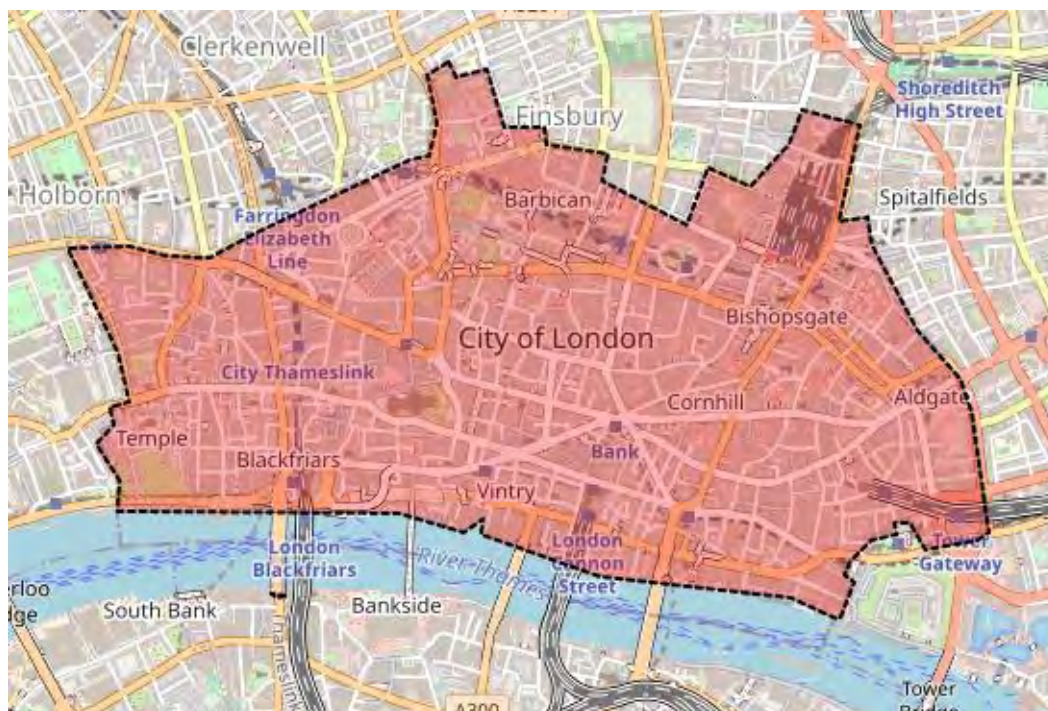 Clerkenwell
Finsbury
Shoreditch
High Street
Holborn
Barbican
Spitalfields
Farringdon
Elizabeth
Line
Bishopsgate
City of London
City Thameslink
Cornhill
Aldgate
Temple
Blackfriars
Bank
Vintry
London
Blackfriars
River Thames
London
Cannon
Street
Tower
Gateway
erloo
dge
South Bank
Bankside
Thameslink
A300
Tower
Bridge